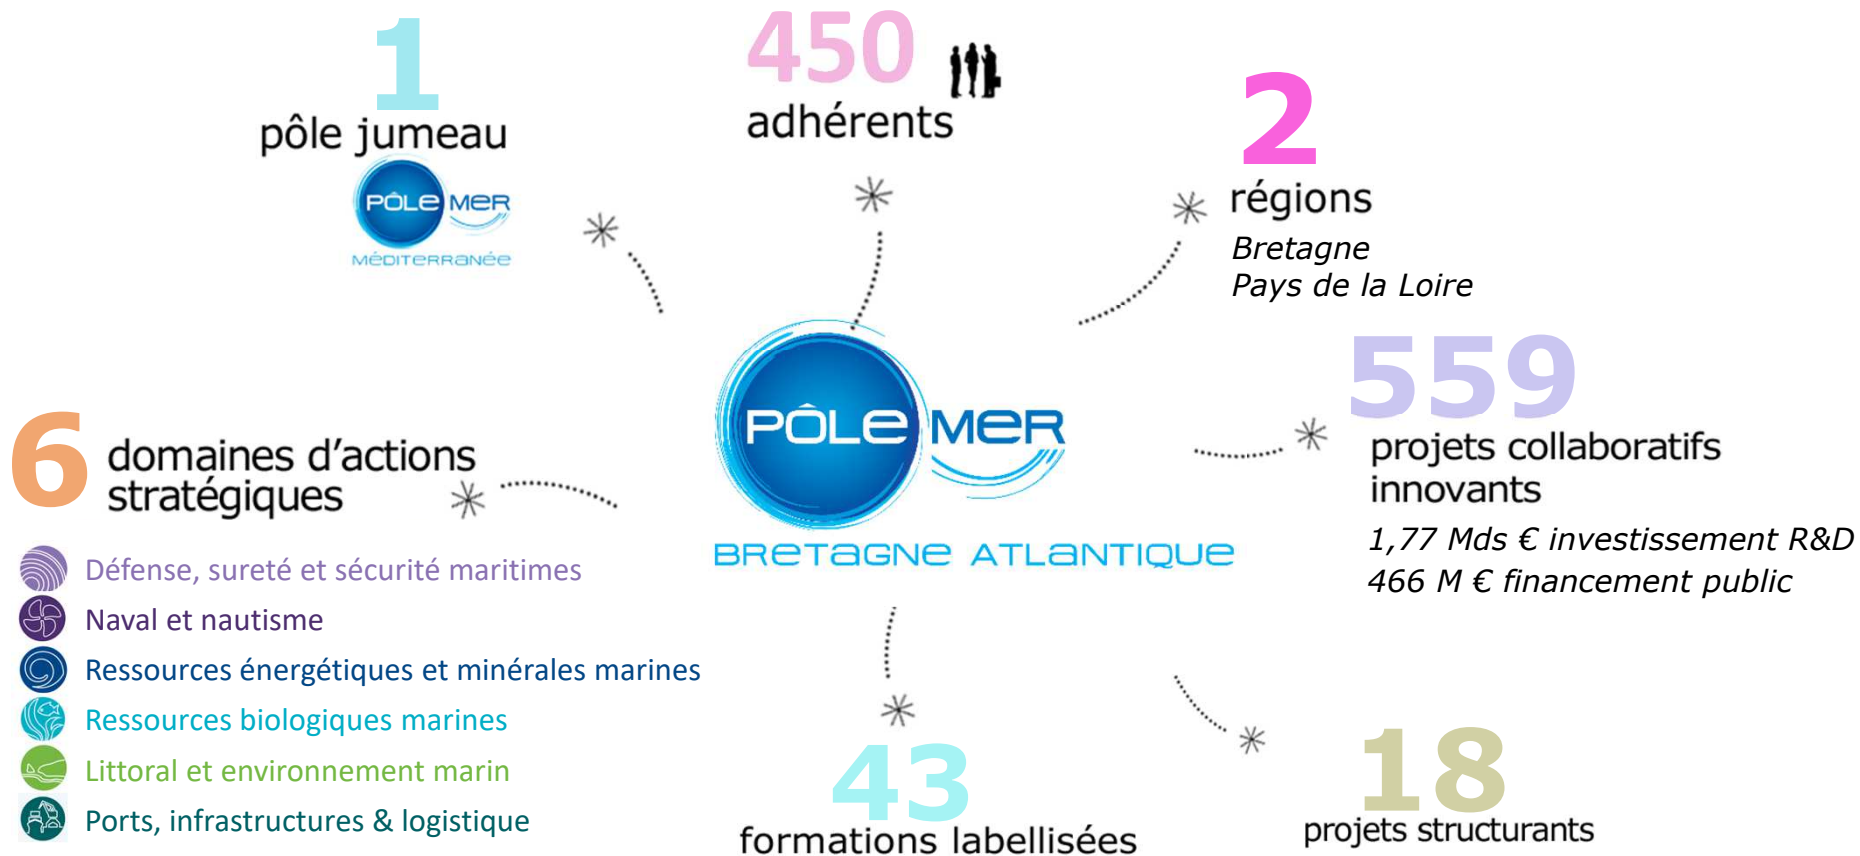 1
pôle jumeau
PÔLE MER
MÉDITERRANÉE
450
adhérents
2
régions
Bretagne
Pays de la Loire
559
projets collaboratifs
innovants
1,77 Mds € investissement R&D
466 M € financement public
PÔLE MER
BRETAGNE ATLANTIQUE
6
domaines d'actions
stratégiques
Défense, sureté et sécurité maritimes
Naval et nautisme
Ressources énergétiques et minérales marines
Ressources biologiques marines
Littoral et environnement marin
Ports, infrastructures & logistique
43
formations labellisées
18
projets structurants